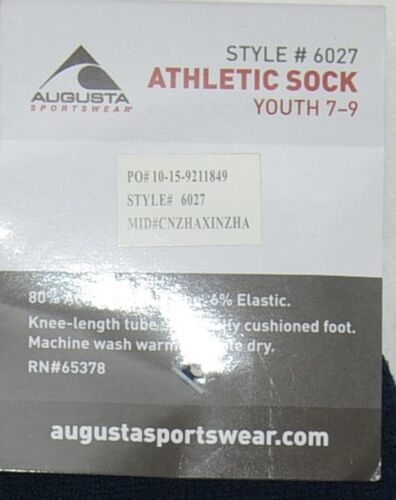 AUGUSTA
SPORTSWEAR®
STYLE # 6027
ATHLETIC SOCK
YOUTH 7–9
PO# 10-15-9211849
STYLE# 6027
MID#CNZHAXINZHA
80% 6% Elastic.
Knee-length tube cushioned foot.
Machine wash warm dry.
RN#65378
augustasportswear.com